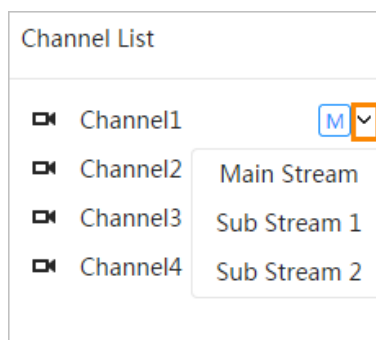 Channel List
Channel1 M
Channel2 Main Stream
Channel3 Sub Stream 1
Channel4 Sub Stream 2